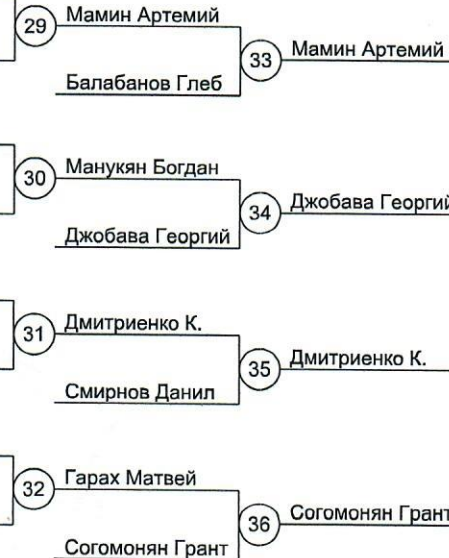 29 Мамин Артемий
33 Мамин Артемий
Балабанов Глеб
30 Манукян Богдан
34 Джобава Георгий
Джобава Георгий
31 Дмитриенко К.
35 Дмитриенко К.
Смирнов Данил
32 Гарах Матвей
36 Согомонян Грант
Согомонян Грант